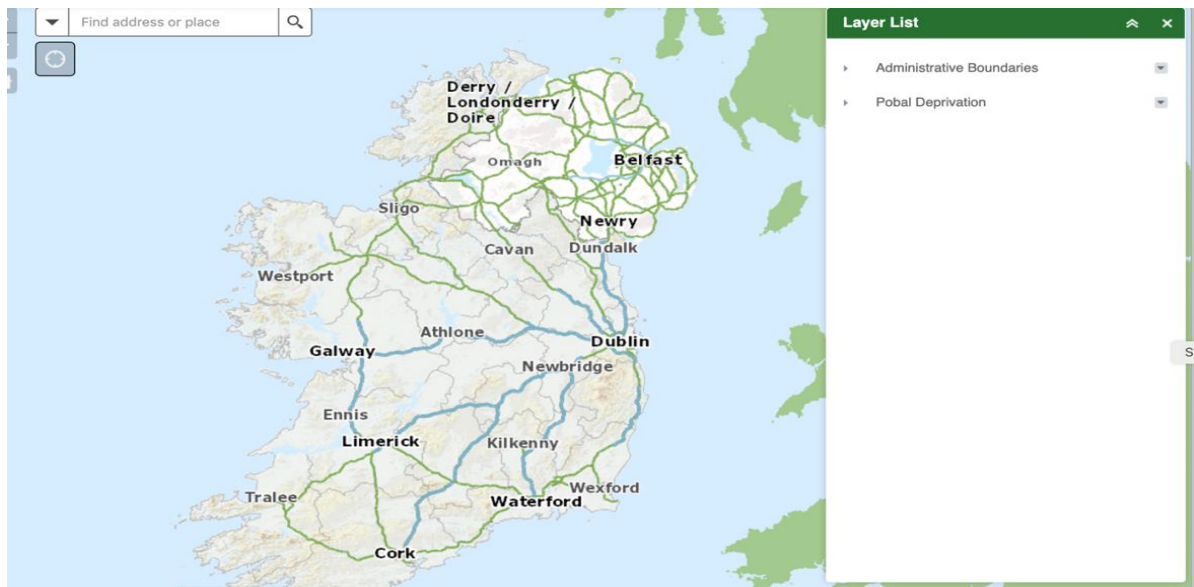 Find address or place
Layer List
Administrative Boundaries
Pobal Deprivation
Derry /
Londonderry /
Doire
Omagh
Belfast
Sligo
Newry
Cavan
Dundalk
Westport
Athlone
Dublin
Galway
Newbridge
Ennis
Limerick
Kilkenny
Tralee
Wexford
Waterford
Cork
S